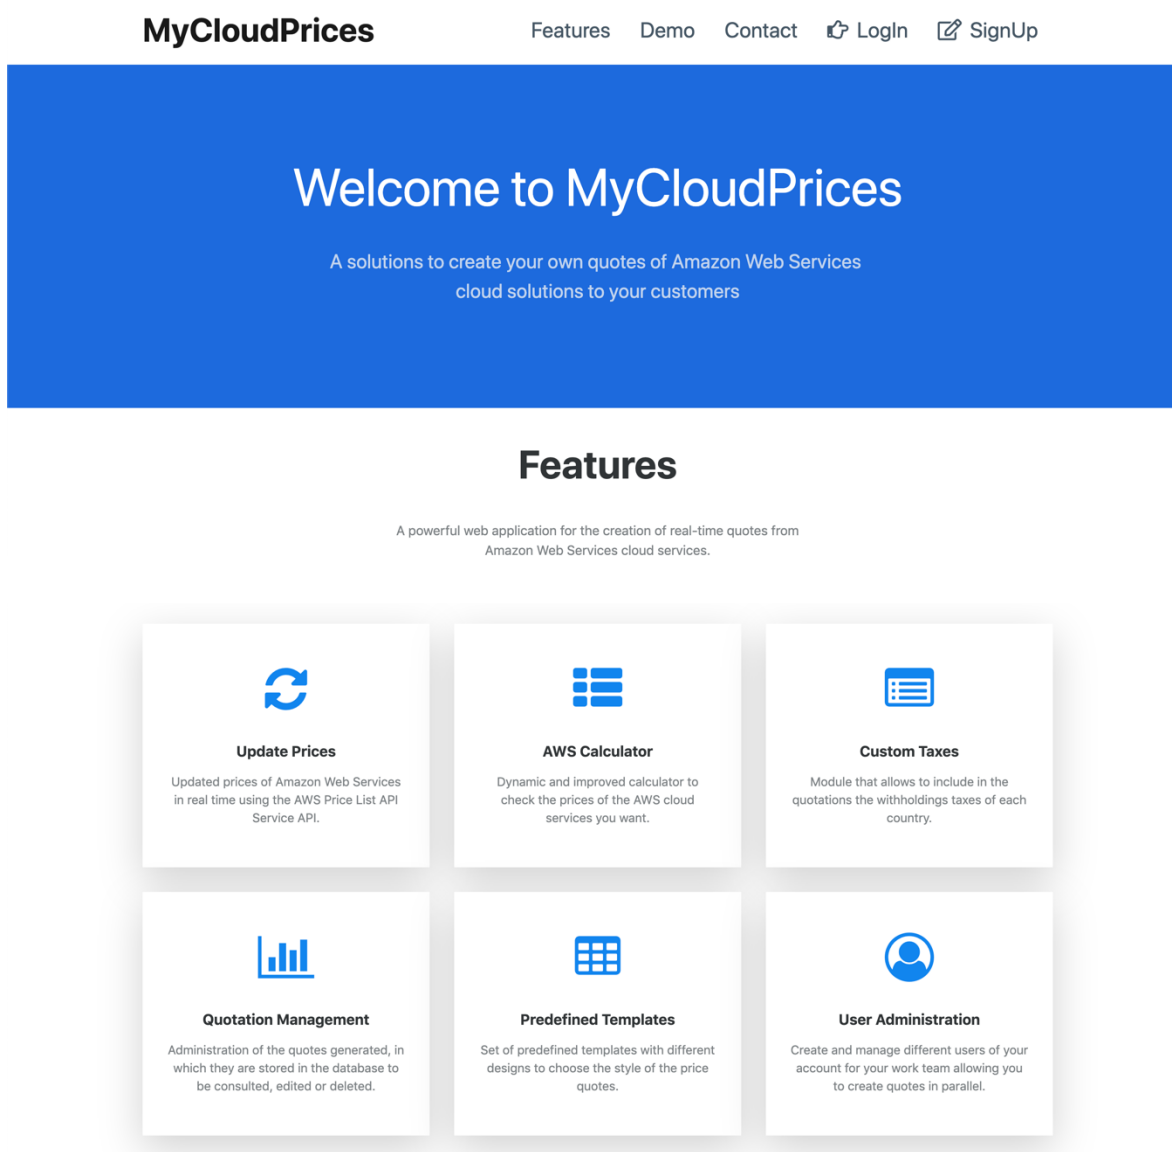 MyCloudPrices
Features Demo Contact LogIn SignUp
Welcome to MyCloudPrices
A solutions to create your own quotes of Amazon Web Services
cloud solutions to your customers
Features
A powerful web application for the creation of real-time quotes from
Amazon Web Services cloud services.
Update Prices
Updated prices of Amazon Web Services
in real time using the AWS Price List API
Service API.
AWS Calculator
Dynamic and improved calculator to
check the prices of the AWS cloud
services you want.
Custom Taxes
Module that allows to include in the
quotations the withholdings taxes of each
country.
Quotation Management
Administration of the quotes generated, in
which they are stored in the database to
be consulted, edited or deleted.
Predefined Templates
Set of predefined templates with different
designs to choose the style of the price
quotes.
User Administration
Create and manage different users of your
account for your work team allowing you
to create quotes in parallel.